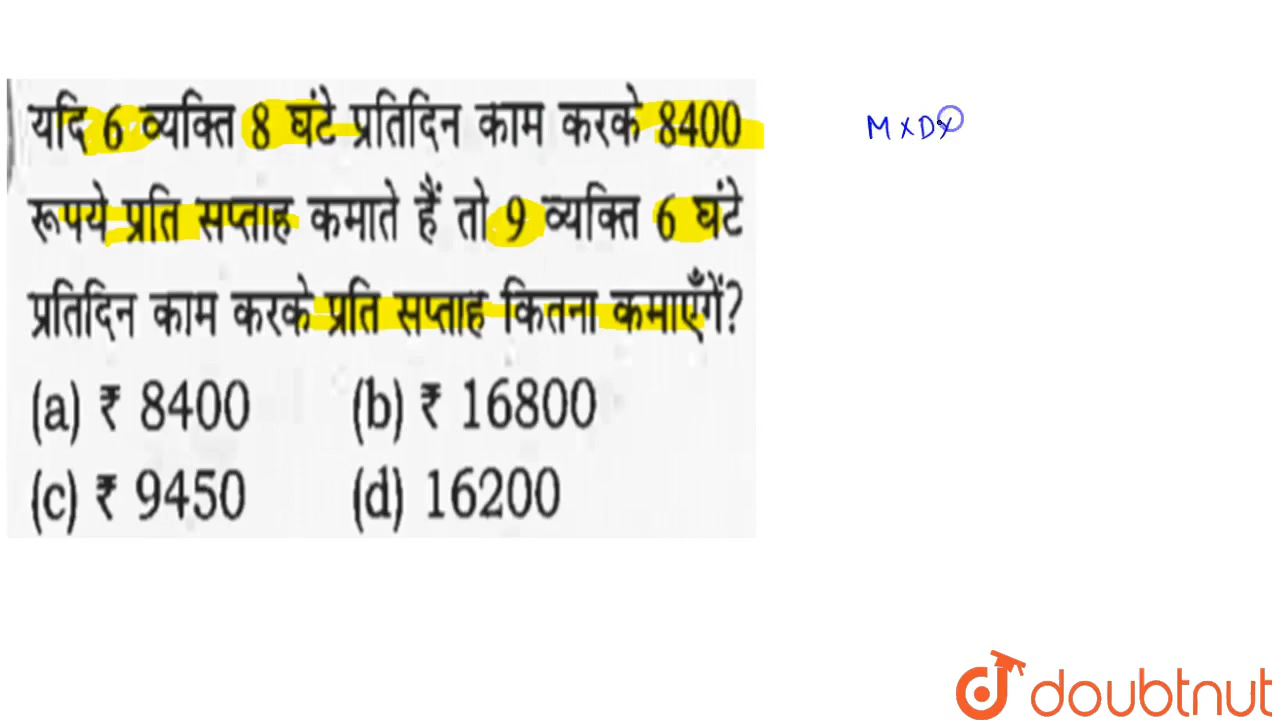 यदि 6 व्यक्ति 8 घंटे प्रतिदिन काम करके 8400
रूपये प्रति सप्ताह कमाते हैं तो 9 व्यक्ति 6 घंटे
प्रतिदिन काम करके प्रति सप्ताह कितना कमाएँगें?
(a) ₹ 8400 (b) ₹ 16800
(c) ₹ 9450 (d) 16200
M x D x
doubtnut